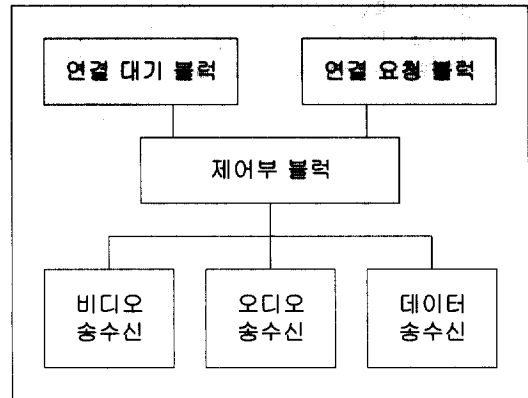 연결 대기 블럭
연결 요청 블럭
제어부 블럭
비디오
송수신
오디오
송수신
데이터
송수신